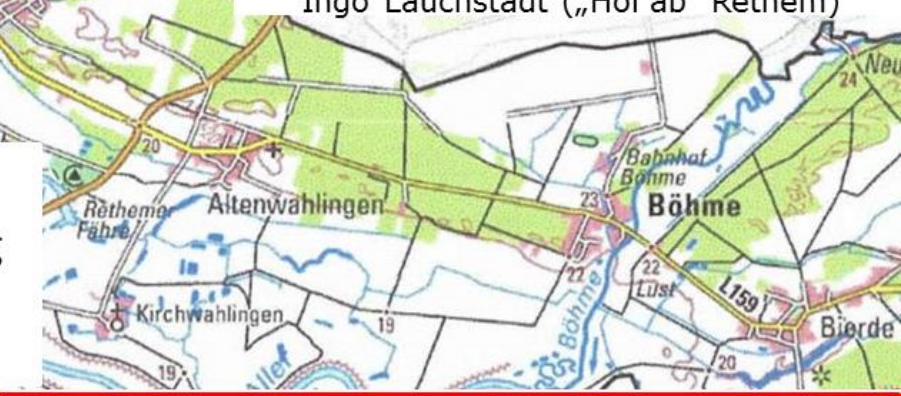 Ingo Lauchstädt („Hof ab“ Rethem)
24
Neu
20
Bahnhof
Böhme
Rethemer
Fähre
Altenwahlingen
23
Böhme
22
22
Lust
L159
Kirchwahlingen
19
Böhme
Bierde
19
Aller
20